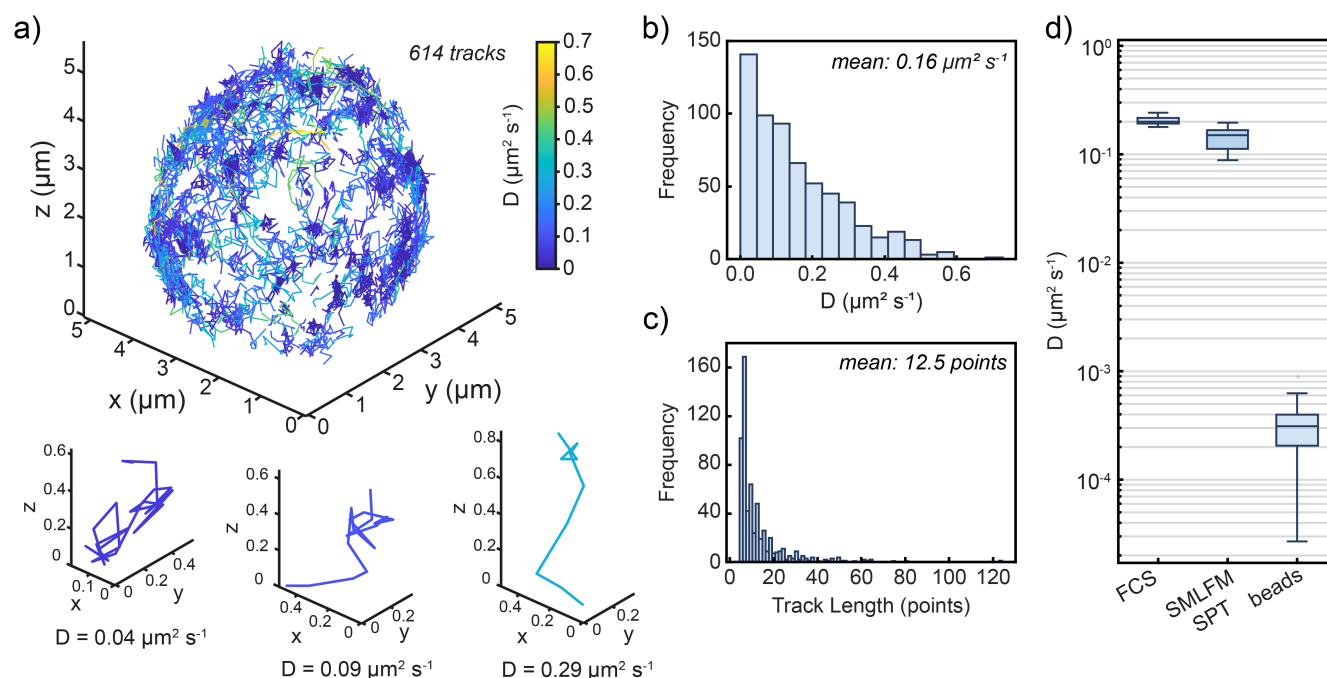 a)
614 tracks
z (µm)
5
4
3
2
1
0
5
4
3
2
1
0
x (µm)
0
1
2
3
4
5
y (µm)
0.7
0.6
0.5
0.4
0.3
0.2
0.1
0
D (µm² s⁻¹)
z
0.6
0.4
0.2
0
0.1
0
x
0
0.2
0.4
y
D = 0.04 µm² s⁻¹
z
0.6
0.4
0.2
0
0.4
0.2
0
x
0
0.2
y
D = 0.09 µm² s⁻¹
z
0.8
0.6
0.4
0.2
0
0.4
0.2
0
x
0
0.2
y
D = 0.29 µm² s⁻¹
b)
mean: 0.16 µm² s⁻¹
Frequency
150
100
50
0
0.0
0.2
0.4
0.6
D (µm² s⁻¹)
c)
mean: 12.5 points
Frequency
160
120
80
40
0
0
20
40
60
80
100
120
Track Length (points)
d)
D (µm² s⁻¹)
10⁰
10⁻¹
10⁻²
10⁻³
10⁻⁴
FCS
SMLFM
SPT
beads